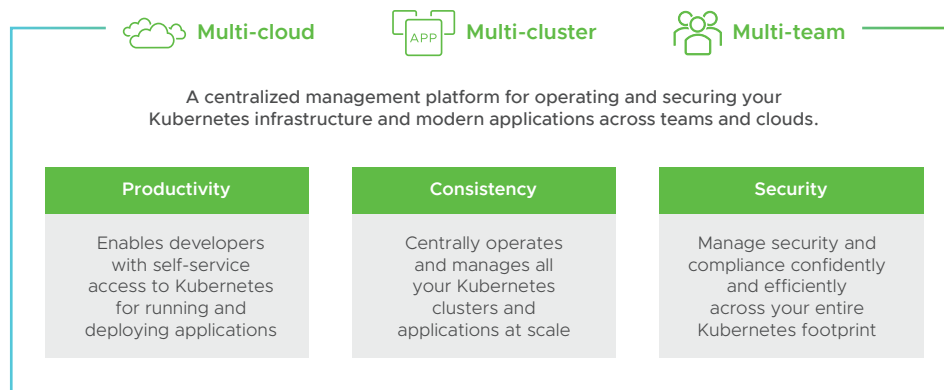 Multi-cloud
APP
Multi-cluster
Multi-team
A centralized management platform for operating and securing your
Kubernetes infrastructure and modern applications across teams and clouds.
Productivity
Enables developers
with self-service
access to Kubernetes
for running and
deploying applications
Consistency
Centrally operates
and manages all
your Kubernetes
clusters and
applications at scale
Security
Manage security and
compliance confidently
and efficiently
across your entire
Kubernetes footprint